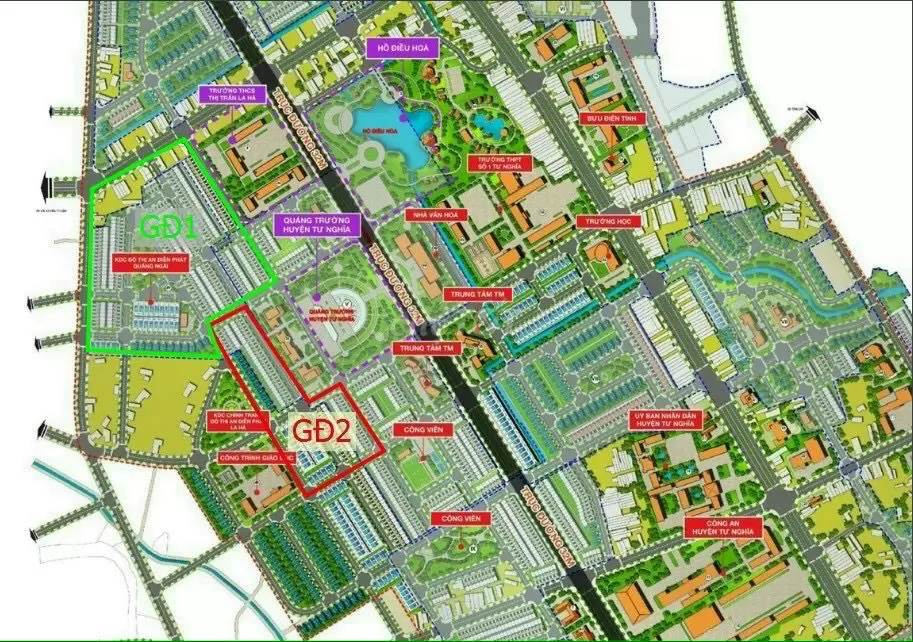 HỒ ĐIỀU HOÀ
TRƯỜNG THCS
THỊ TRẤN LA HÀ
TRỤC ĐƯỜNG 52M
HỒ ĐIỀU HOÀ
BƯU ĐIỆN TỈNH
TRƯỜNG THPT
SỐ 1 TƯ NGHĨA
GĐ1
QUẢNG TRƯỜNG
HUYỆN TƯ NGHĨA
NHÀ VĂN HOÁ
TRƯỜNG HỌC
KDC ĐÔ THỊ AN ĐIỀN PHÁT
QUẢNG NGÃI
TRỤC ĐƯỜNG 52M
TRUNG TÂM TM
QUẢNG TRƯỜNG
HUYỆN TƯ NGHĨA
TRUNG TÂM TM
KDC CHỈNH TRANG
ĐÔ THỊ AN ĐIỀN PHÁT
LA HÀ
GĐ2
CÔNG VIÊN
UỶ BAN NHÂN DÂN
HUYỆN TƯ NGHĨA
CÔNG TRÌNH GIÁO DỤC
CÔNG VIÊN
TRỤC ĐƯỜNG 52M
CÔNG AN
HUYỆN TƯ NGHĨA